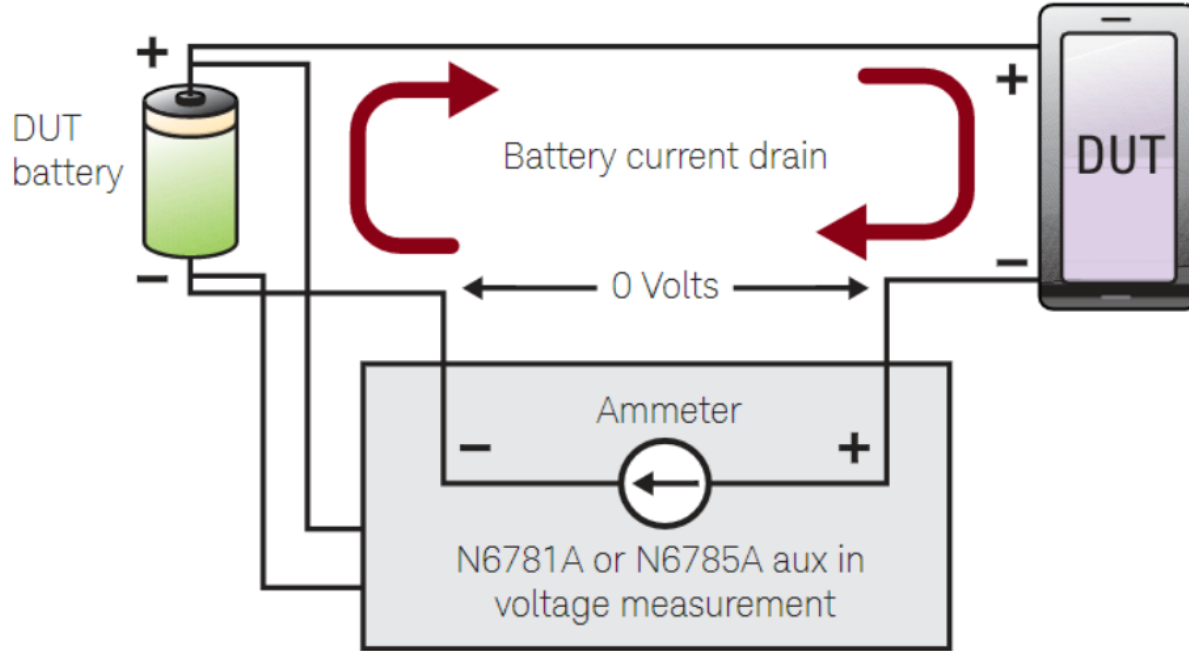 +
DUT
battery
−
Battery current drain
+
DUT
−
0 Volts
Ammeter
−
+
N6781A or N6785A aux in
voltage measurement